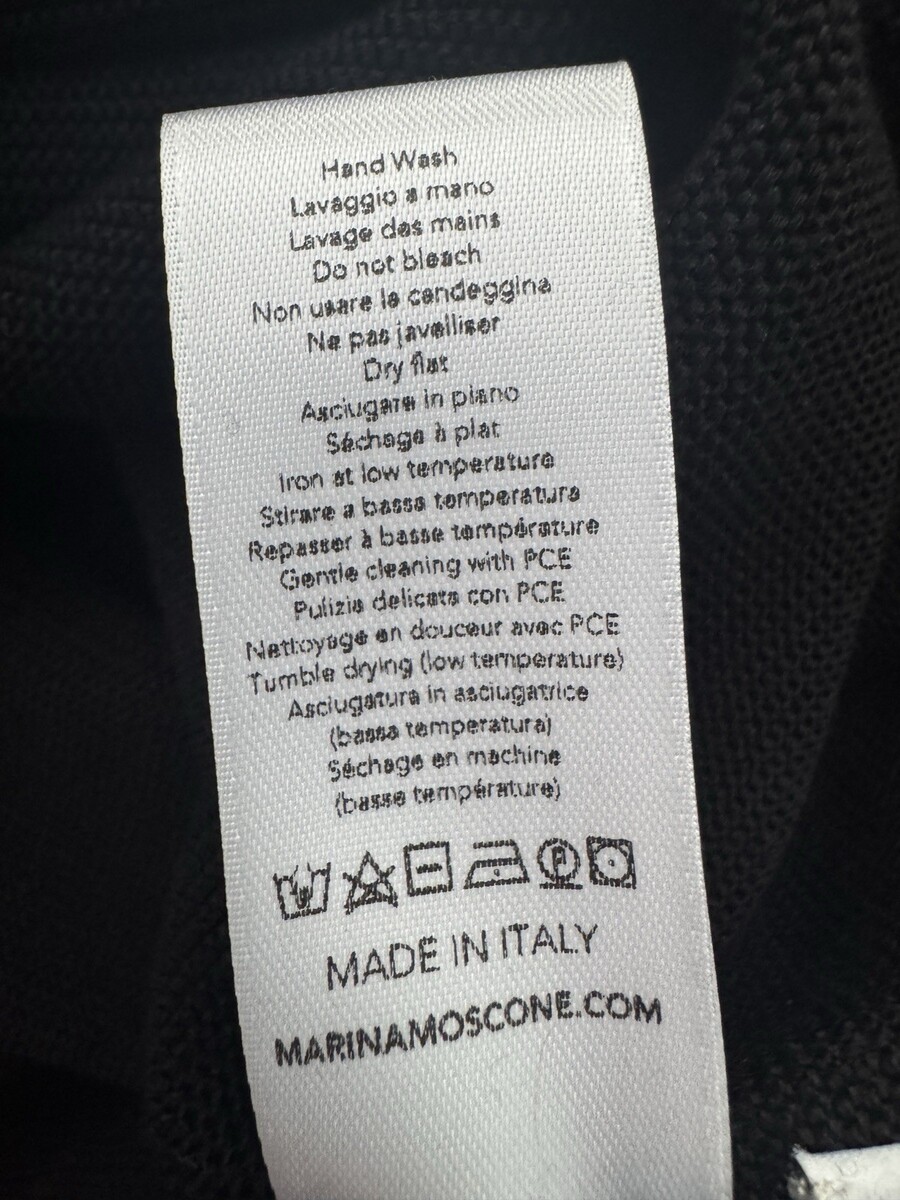 Hand Wash
Lavaggio a mano
Lavage des mains
Do not bleach
Non usare la candeggina
Ne pas javelliser
Dry flat
Asciugare in piano
Séchage à plat
Iron at low temperature
Stirare a bassa temperatura
Repasser à basse température
Gentle cleaning with PCE
Pulizia delicata con PCE
Nettoyage en douceur avec PCE
Tumble drying (low temperature)
Asciugatura in asciugatrice
(bassa temperatura)
Séchage en machine
(basse température)
P
MADE IN ITALY
MARINAMOSCONE.COM